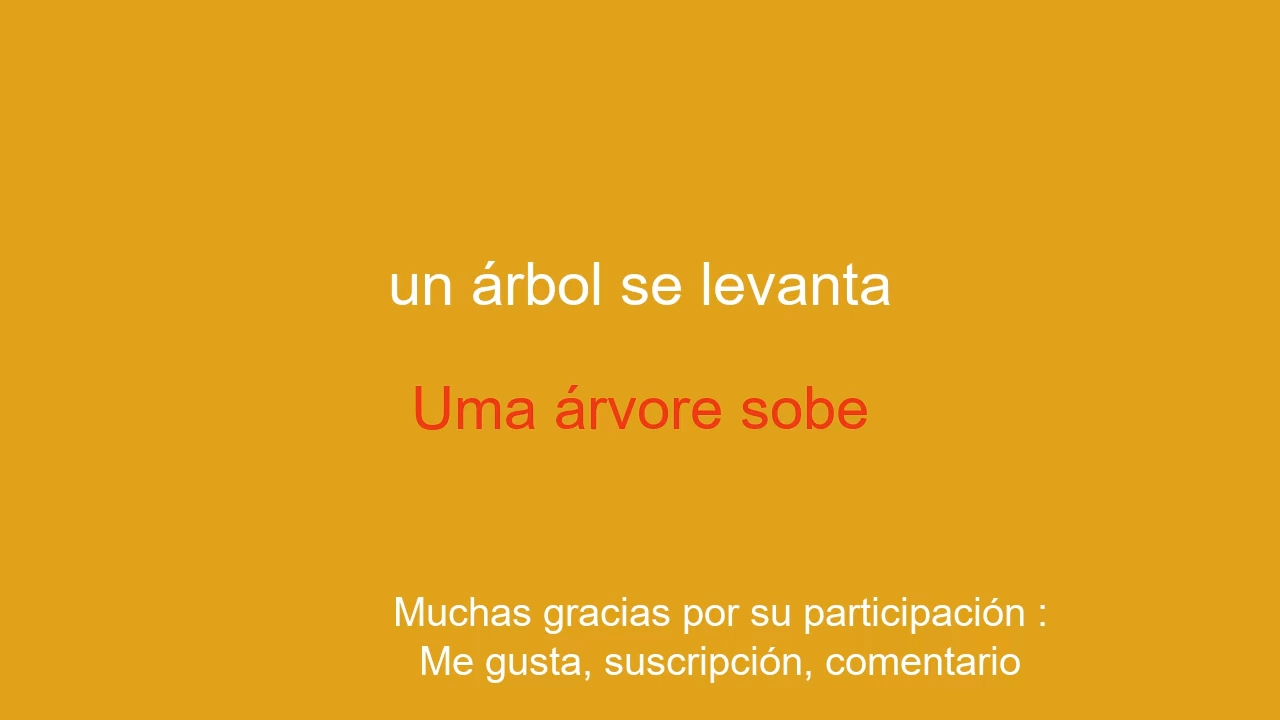 un árbol se levanta
Uma árvore sobe
Muchas gracias por su participación :
Me gusta, suscripción, comentario